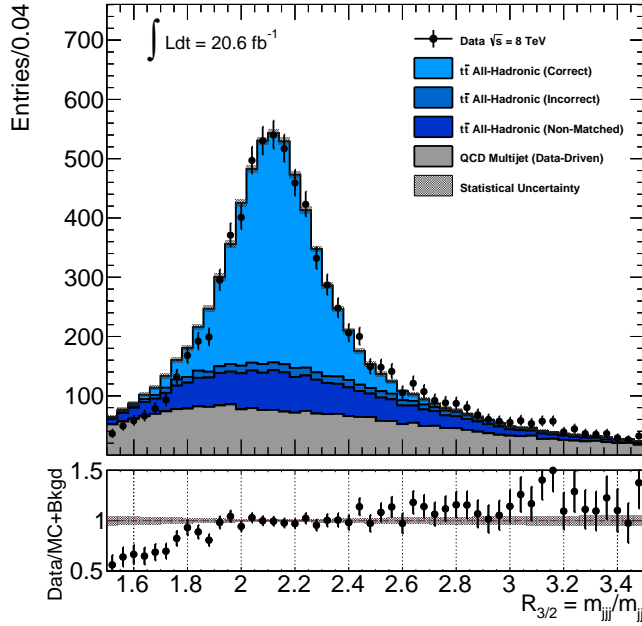 Entries/0.04
700
600
500
400
300
200
100
∫ Ldt = 20.6 fb⁻¹
Data √s = 8 TeV
tt̄ All-Hadronic (Correct)
tt̄ All-Hadronic (Incorrect)
tt̄ All-Hadronic (Non-Matched)
QCD Multijet (Data-Driven)
Statistical Uncertainty
Data/MC+Bkgd
1.5
1
0.5
1.6 1.8 2 2.2 2.4 2.6 2.8 3 3.2 3.4
R3/2 = mjjj/mjj